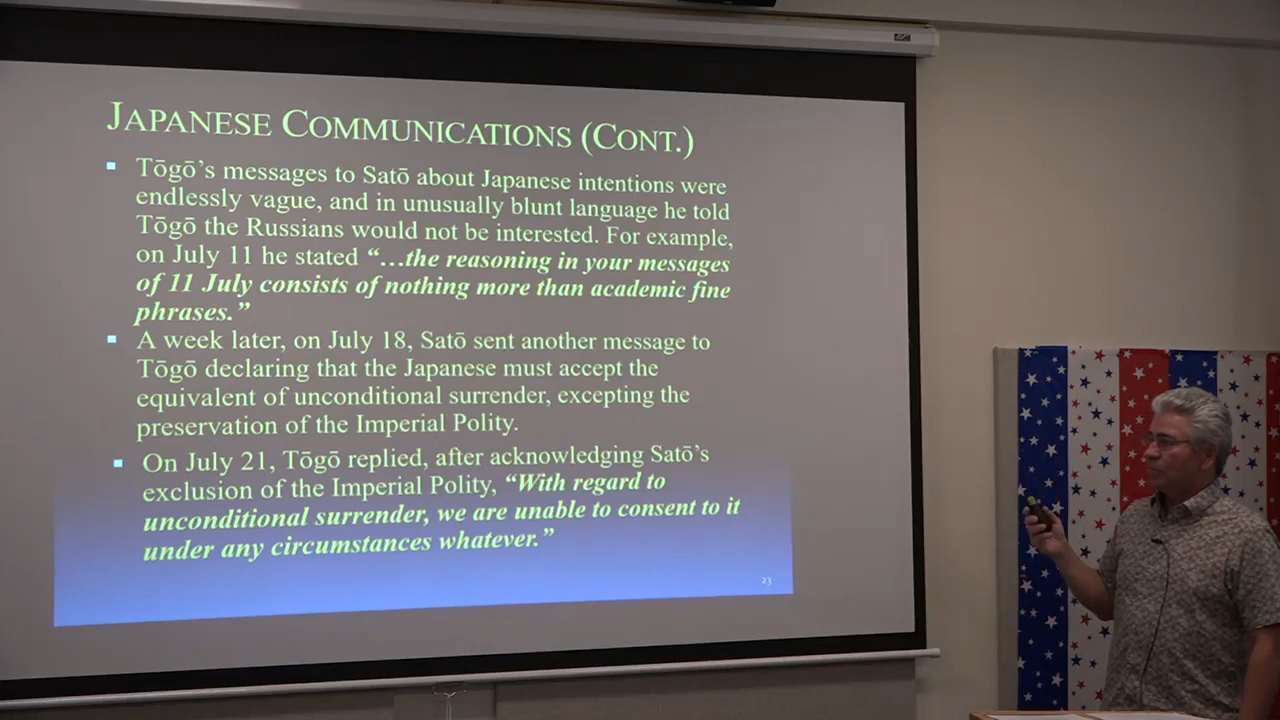 JAPANESE COMMUNICATIONS (CONT.)
Tōgō's messages to Satō about Japanese intentions were
endlessly vague, and in unusually blunt language he told
Tōgō the Russians would not be interested. For example,
on July 11 he stated “…the reasoning in your messages
of 11 July consists of nothing more than academic fine
phrases.”
A week later, on July 18, Satō sent another message to
Tōgō declaring that the Japanese must accept the
equivalent of unconditional surrender, excepting the
preservation of the Imperial Polity.
On July 21, Tōgō replied, after acknowledging Satō's
exclusion of the Imperial Polity, “With regard to
unconditional surrender, we are unable to consent to it
under any circumstances whatever.”
23